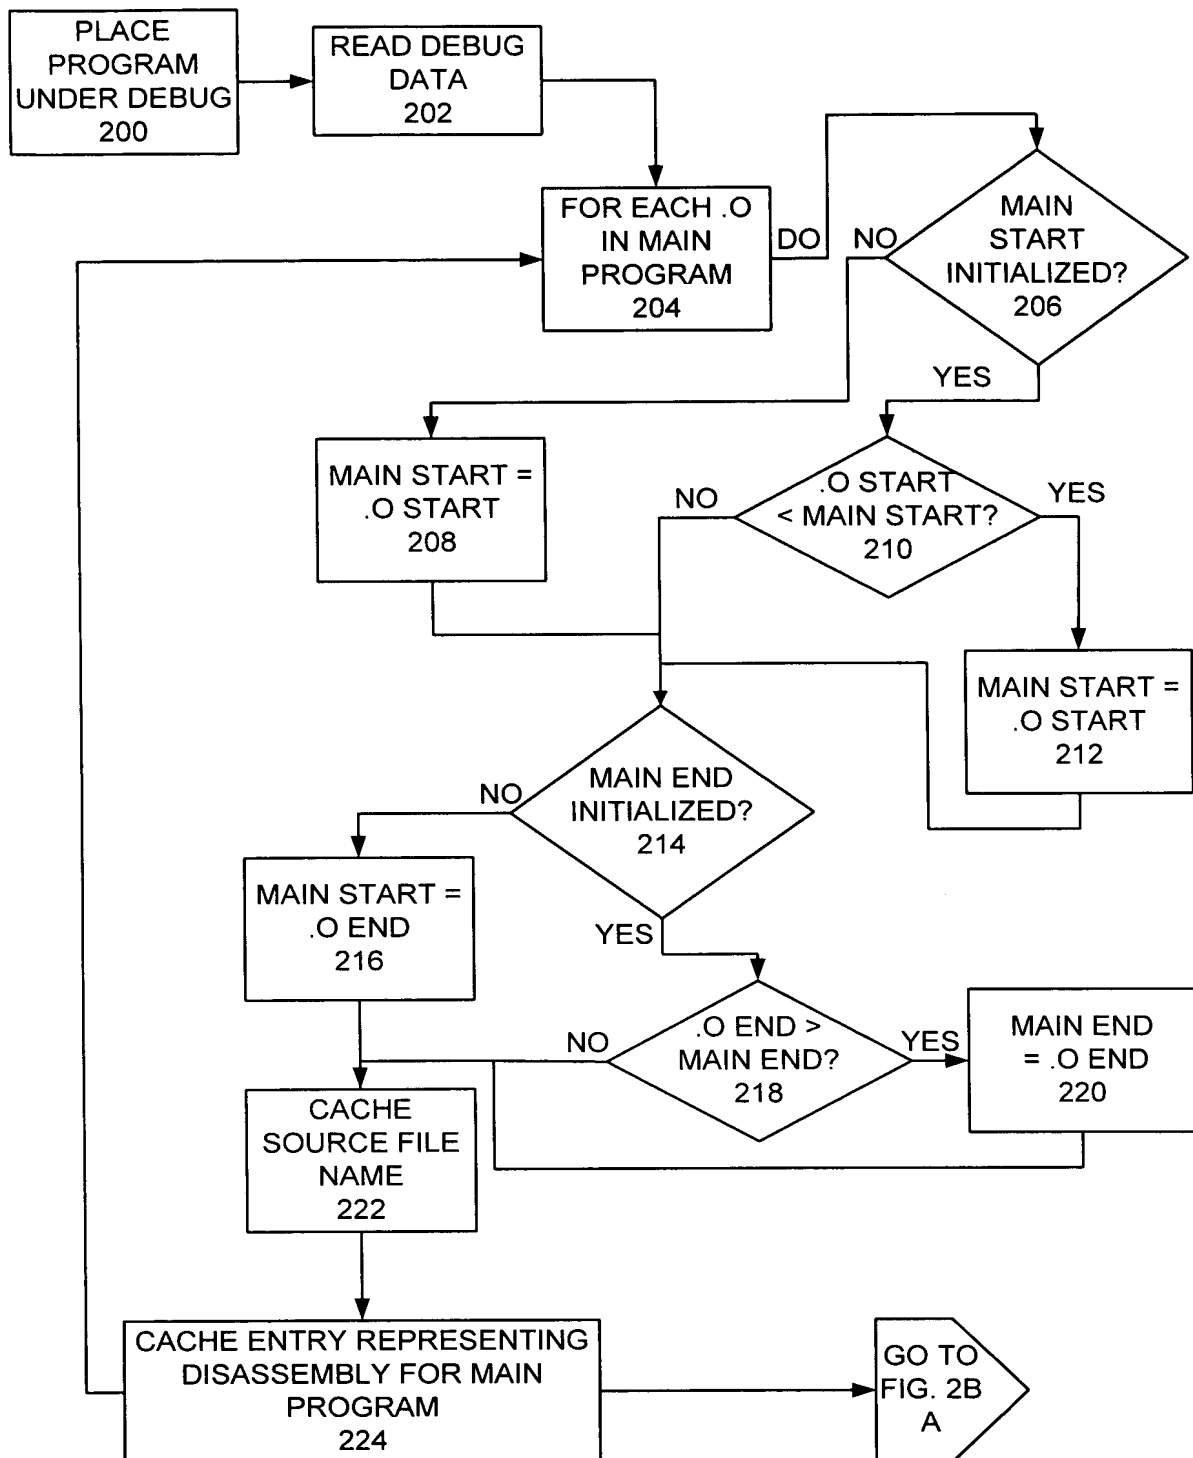 PLACE
PROGRAM
UNDER DEBUG
200
READ DEBUG
DATA
202
FOR EACH .O
IN MAIN
PROGRAM
204
DO
NO
MAIN
START
INITIALIZED?
206
YES
MAIN START =
.O START
208
NO
.O START
< MAIN START?
210
YES
MAIN START =
.O START
212
NO
MAIN END
INITIALIZED?
214
YES
MAIN START =
.O END
216
NO
.O END >
MAIN END?
218
YES
MAIN END
= .O END
220
CACHE
SOURCE FILE
NAME
222
CACHE ENTRY REPRESENTING
DISASSEMBLY FOR MAIN
PROGRAM
224
GO TO
FIG. 2B
A